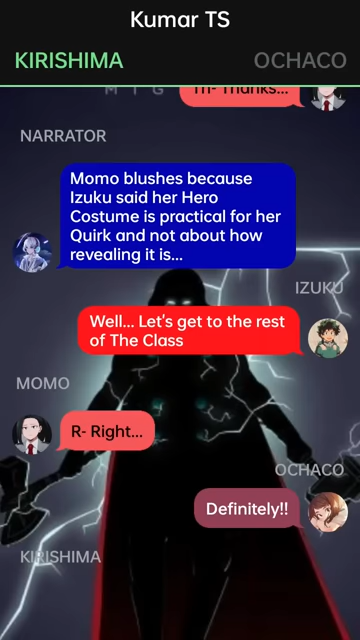 Kumar TS
KIRISHIMA
OCHACO
M T G
Th- Thanks...
NARRATOR
Momo blushes because
Izuku said her Hero
Costume is practical for her
Quirk and not about how
revealing it is...
IZUKU
Well... Let's get to the rest
of The Class
MOMO
R- Right...
OCHACO
Definitely!!
KIRISHIMA